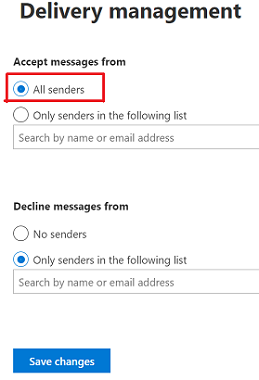 Delivery management
Accept messages from
All senders
Only senders in the following list
Search by name or email address
Decline messages from
No senders
Only senders in the following list
Search by name or email address
Save changes